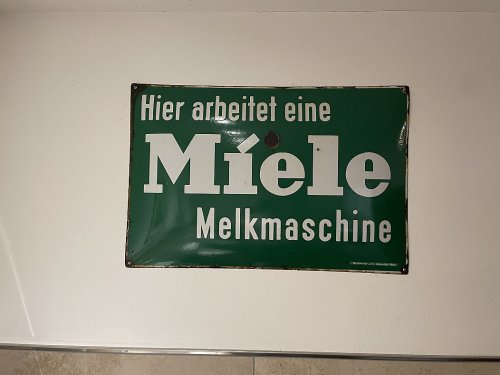 Hier arbeitet eine
Miele
Melkmaschine